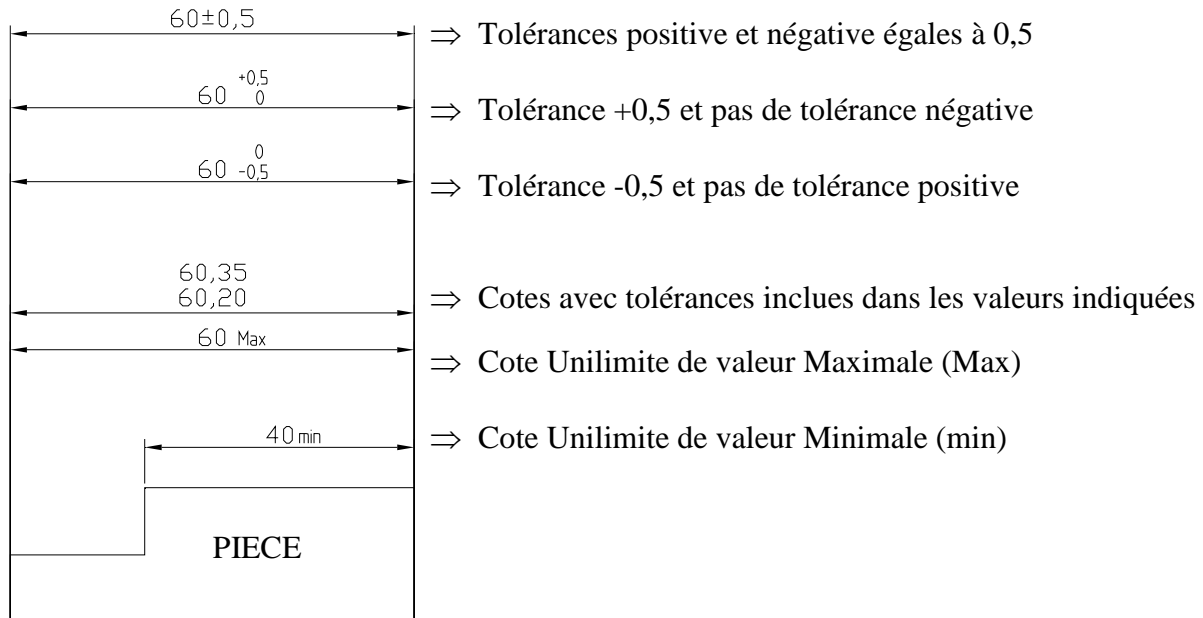 60±0,5 ⇒ Tolérances positive et négative égales à 0,5
+0,5
60 0 ⇒ Tolérance +0,5 et pas de tolérance négative
0
60 -0,5 ⇒ Tolérance -0,5 et pas de tolérance positive
60,35
60,20 ⇒ Cotes avec tolérances inclues dans les valeurs indiquées
60 Max ⇒ Cote Unilimite de valeur Maximale (Max)
40 min ⇒ Cote Unilimite de valeur Minimale (min)
PIECE